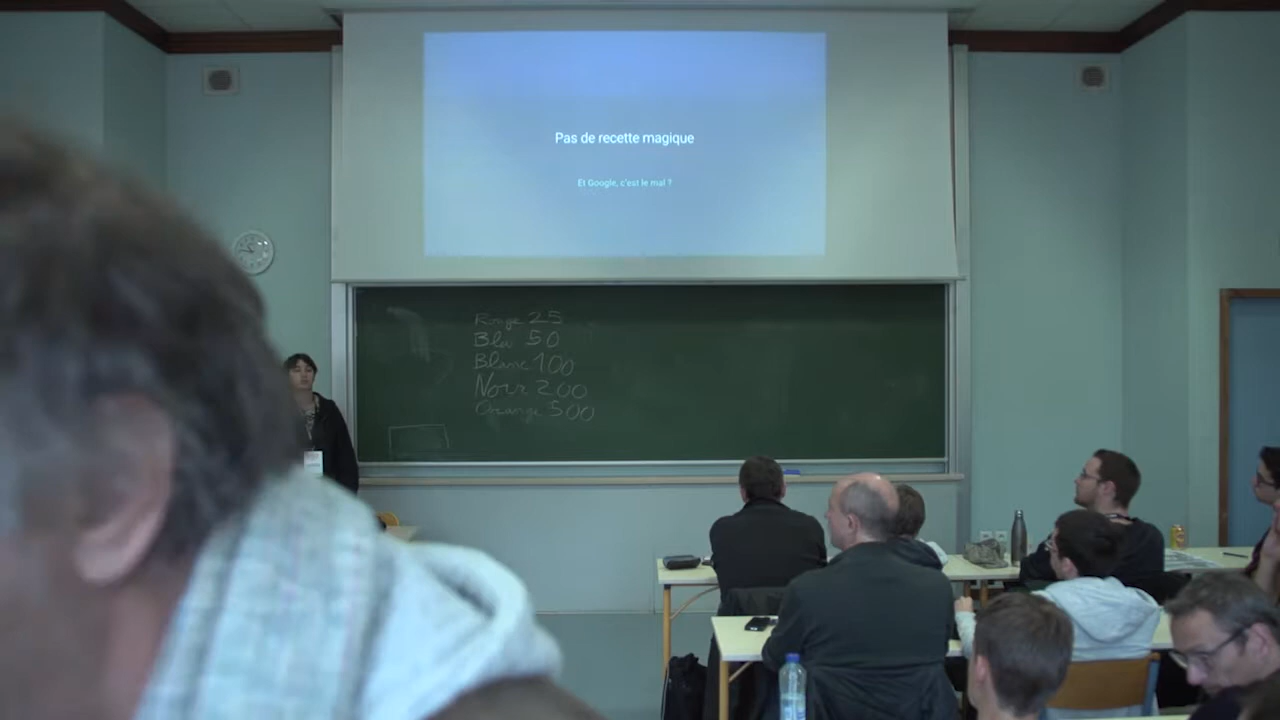 Pas de recette magique
Et Google, c'est le mal ?
Rouge 25
Bleu 50
Blanc 100
Noir 200
Orange 500